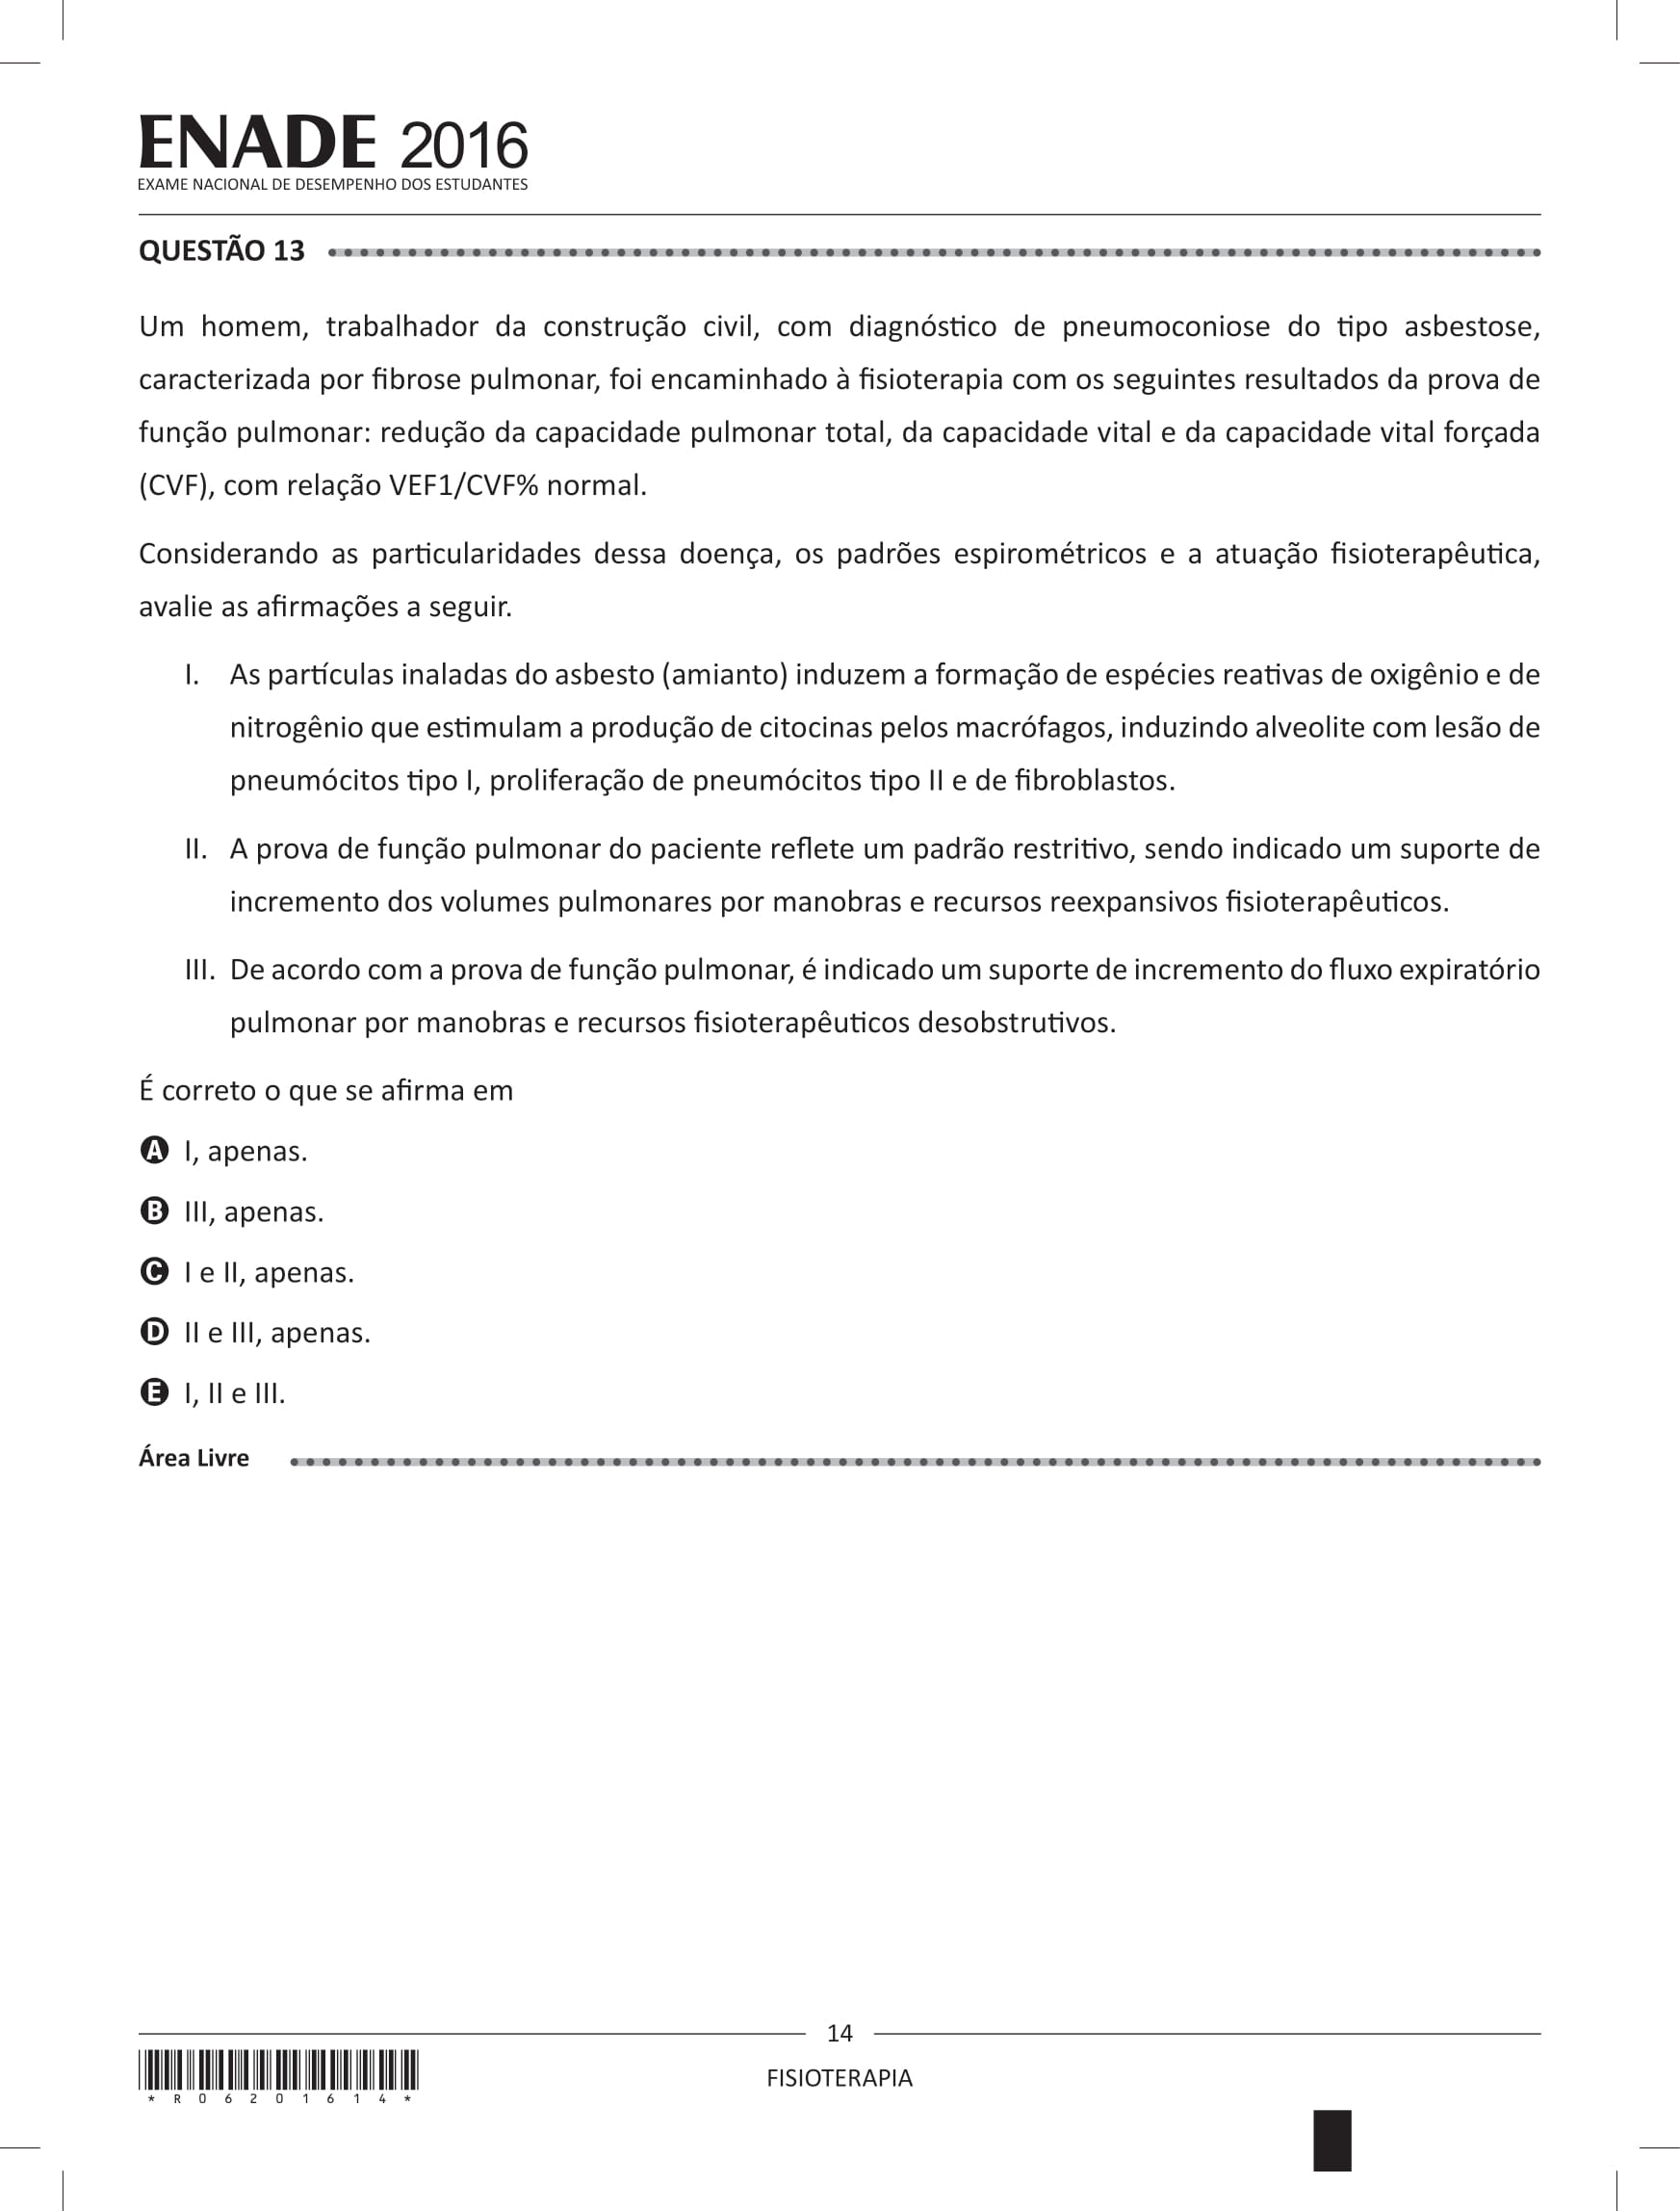 ENADE 2016
EXAME NACIONAL DE DESEMPENHO DOS ESTUDANTES
QUESTÃO 13
Um homem, trabalhador da construção civil, com diagnóstico de pneumoconiose do tipo asbestose,
caracterizada por fibrose pulmonar, foi encaminhado à fisioterapia com os seguintes resultados da prova de
função pulmonar: redução da capacidade pulmonar total, da capacidade vital e da capacidade vital forçada
(CVF), com relação VEF1/CVF% normal.
Considerando as particularidades dessa doença, os padrões espirométricos e a atuação fisioterapêutica,
avalie as afirmações a seguir.
I. As partículas inaladas do asbesto (amianto) induzem a formação de espécies reativas de oxigênio e de
nitrogênio que estimulam a produção de citocinas pelos macrófagos, induzindo alveolite com lesão de
pneumócitos tipo I, proliferação de pneumócitos tipo II e de fibroblastos.
II. A prova de função pulmonar do paciente reflete um padrão restritivo, sendo indicado um suporte de
incremento dos volumes pulmonares por manobras e recursos reexpansivos fisioterapêuticos.
III. De acordo com a prova de função pulmonar, é indicado um suporte de incremento do fluxo expiratório
pulmonar por manobras e recursos fisioterapêuticos desobstrutivos.
É correto o que se afirma em
A I, apenas.
B III, apenas.
C I e II, apenas.
D II e III, apenas.
E I, II e III.
Área Livre
14
FISIOTERAPIA
* R 0 6 2 0 1 6 1 4 *